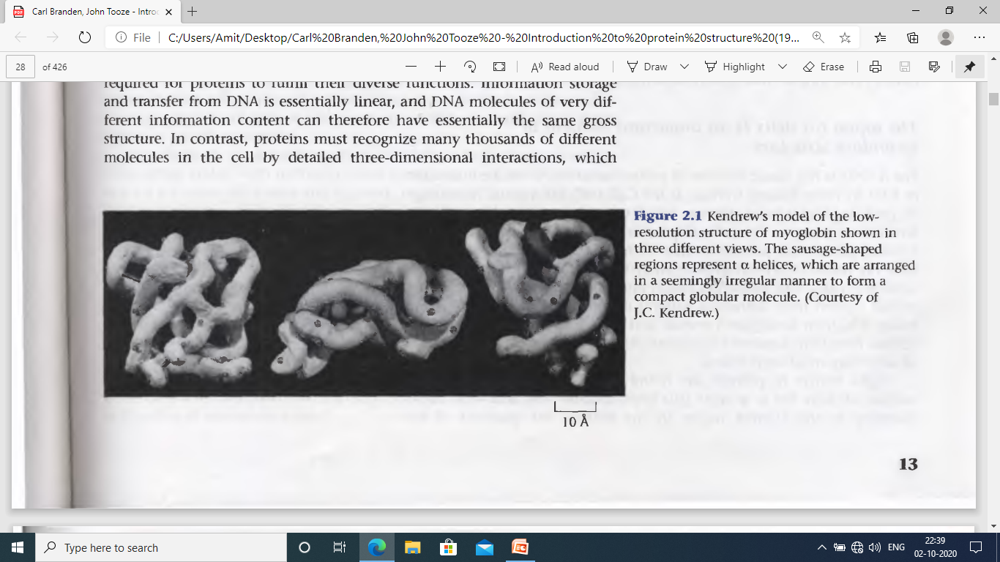 Carl Branden, John Tooze - Intro
File
C:/Users/Amit/Desktop/Carl%20Branden,%20John%20Tooze%20-%20Introduction%20to%20protein%20structure%20(19...
28
of 426
Read aloud
Draw
Highlight
Erase
required for proteins to fulfill their diverse functions. Information storage
and transfer from DNA is essentially linear, and DNA molecules of very dif-
ferent information content can therefore have essentially the same gross
structure. In contrast, proteins must recognize many thousands of different
molecules in the cell by detailed three-dimensional interactions, which
Figure 2.1 Kendrew's model of the low-
resolution structure of myoglobin shown in
three different views. The sausage-shaped
regions represent α helices, which are arranged
in a seemingly irregular manner to form a
compact globular molecule. (Courtesy of
J.C. Kendrew.)
10 Å
13
Type here to search
ENG
22:39
02-10-2020